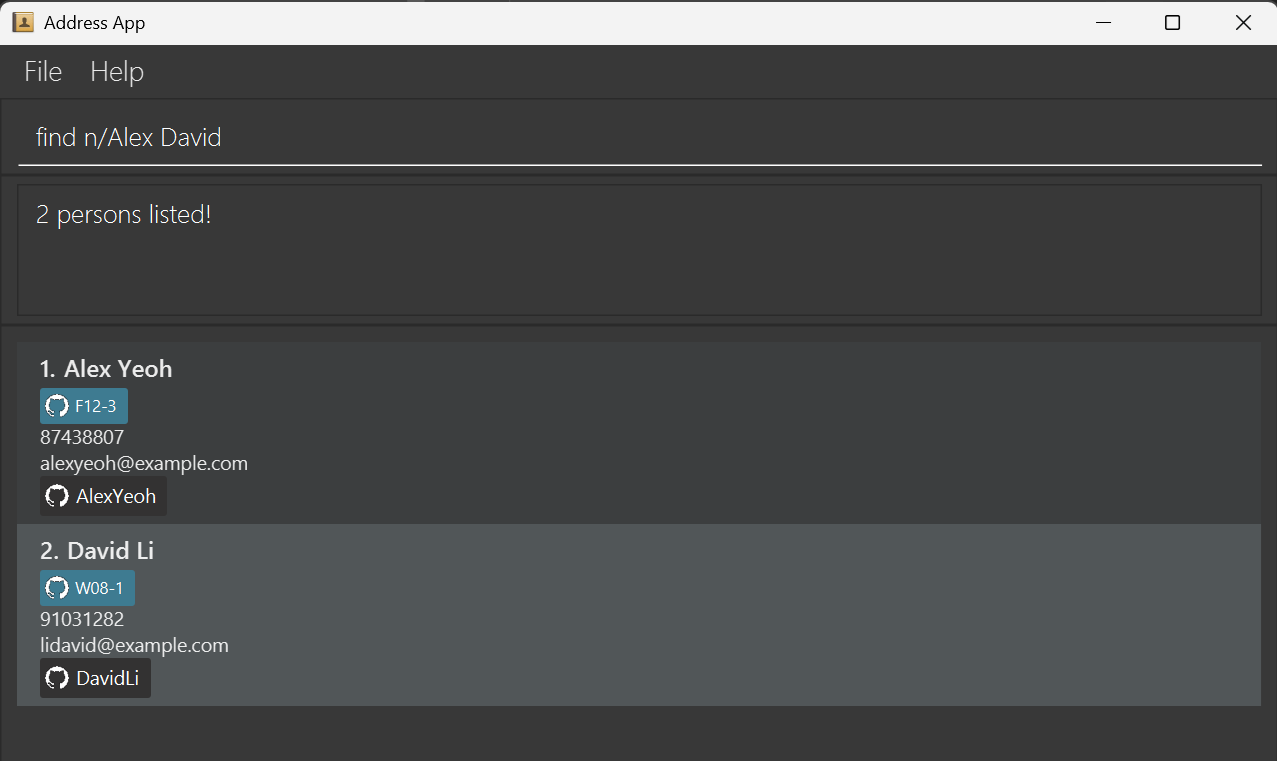 Address App
File Help
find n/Alex David
2 persons listed!
1. Alex Yeoh
F12-3
87438807
alexyeoh@example.com
AlexYeoh
2. David Li
W08-1
91031282
lidavid@example.com
DavidLi